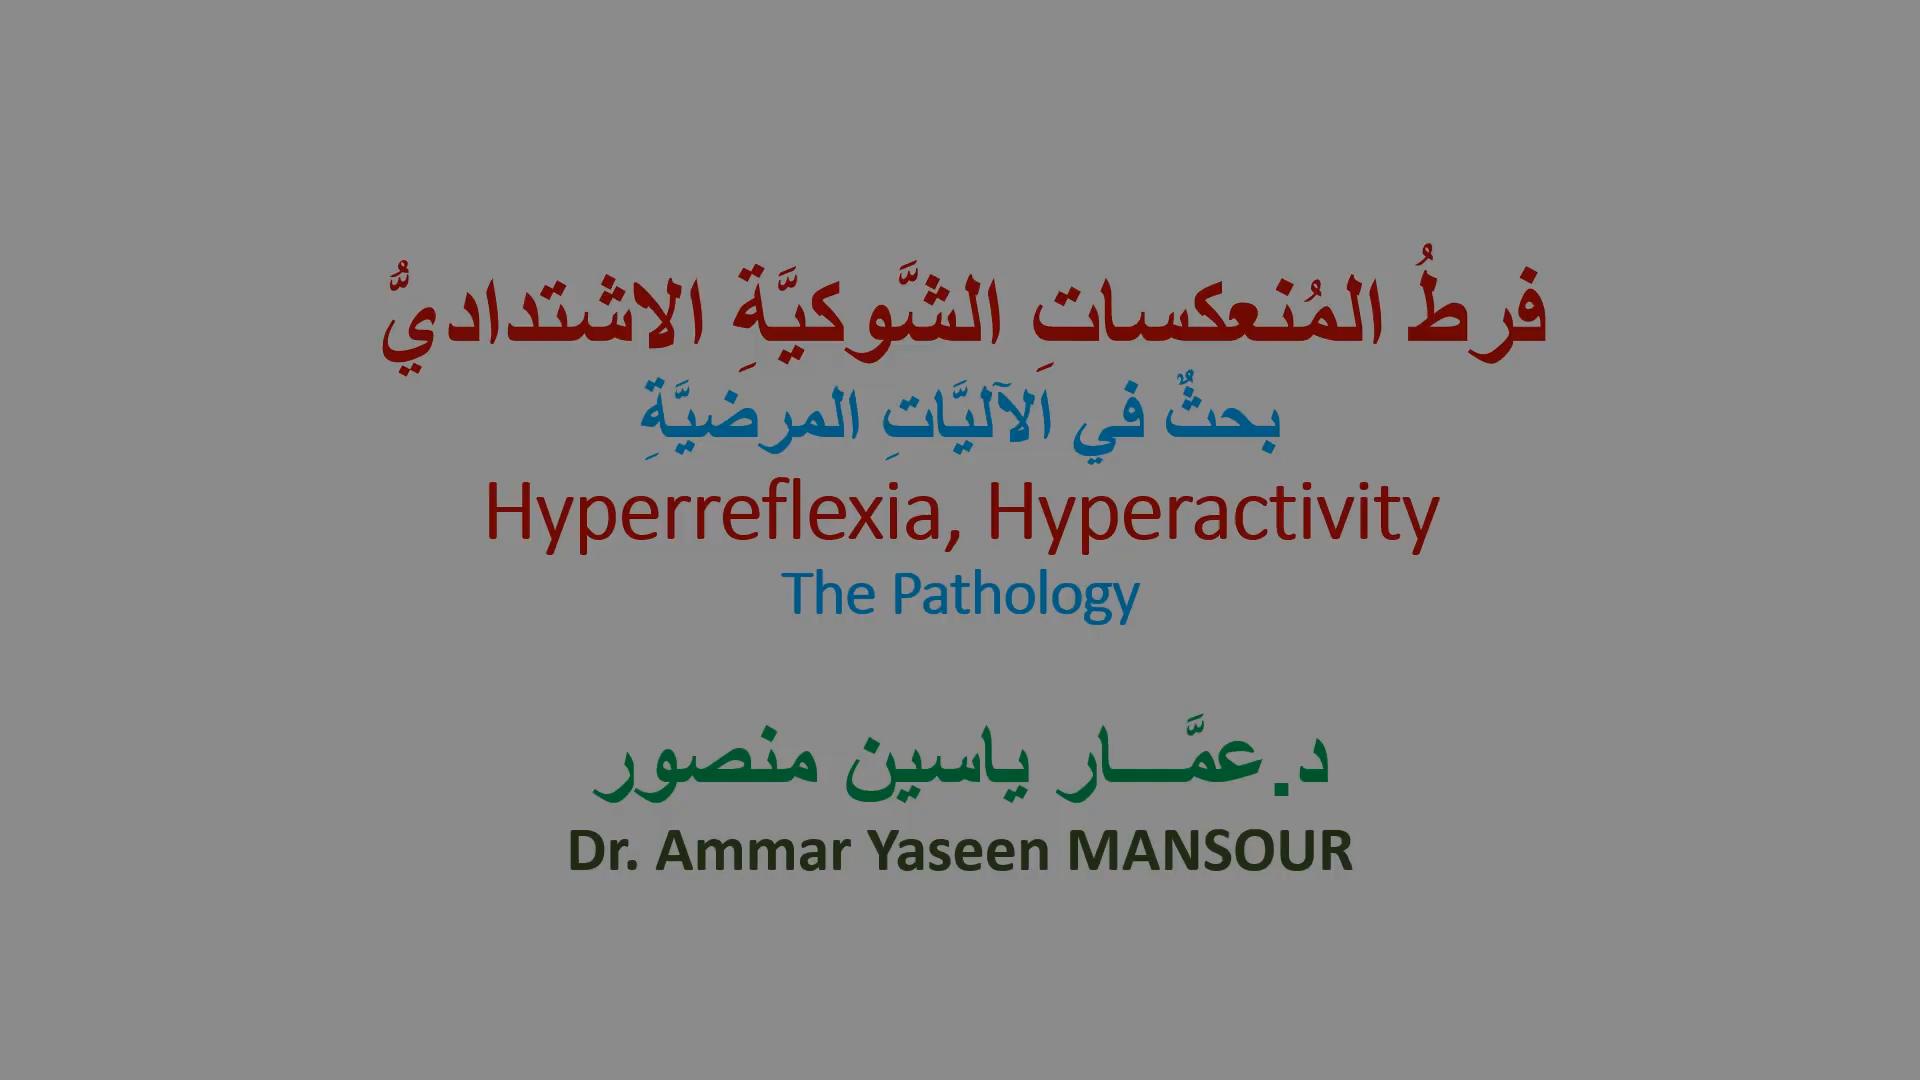 فرطُ المُنعكساتِ الشَّوكيَّةِ الاشتداديُّ
بحثٌ في الآليَّاتِ المرضيَّةِ
Hyperreflexia, Hyperactivity
The Pathology
د.عمَّـــار ياسين منصور
Dr. Ammar Yaseen MANSOUR